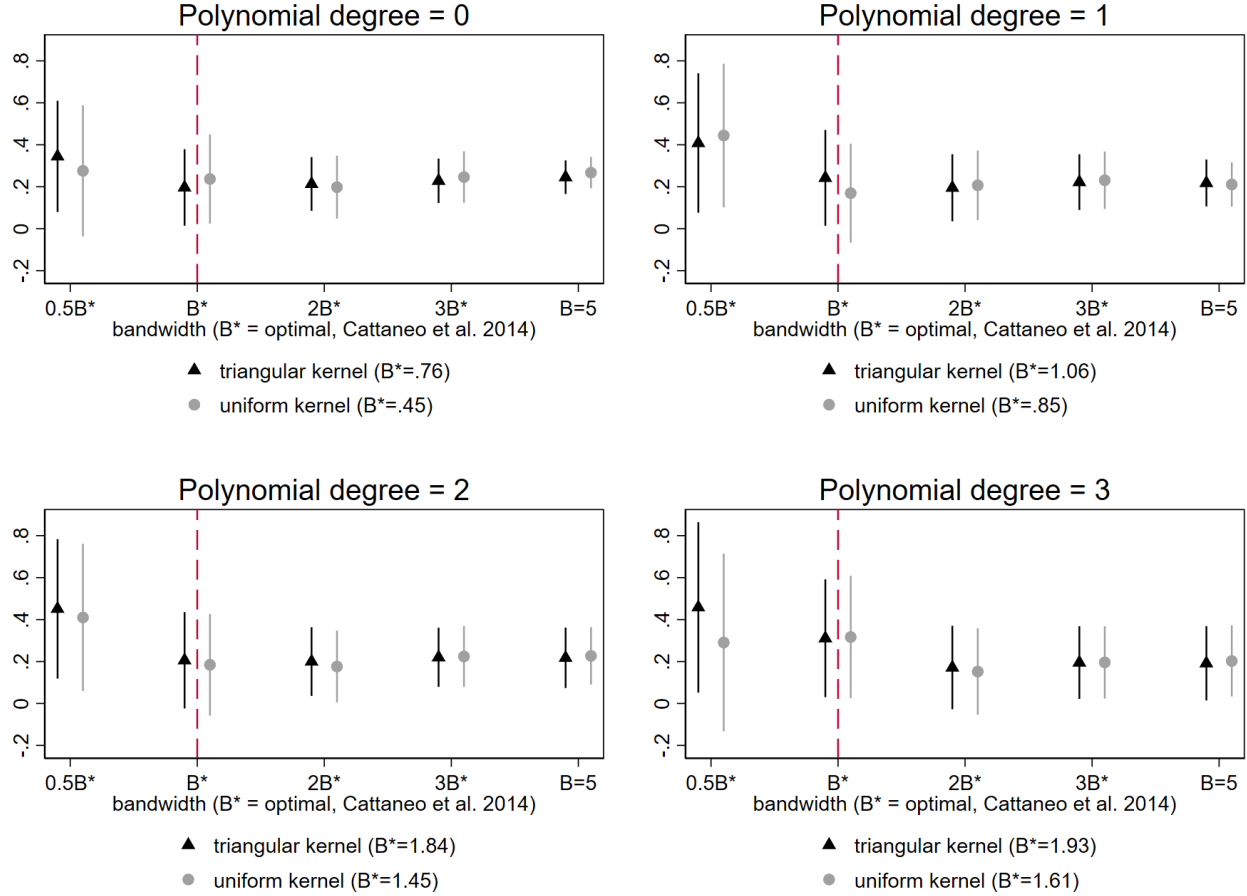 Polynomial degree = 0
.8
.6
.4
.2
0
-.2
0.5B* B* 2B* 3B* B=5
bandwidth (B* = optimal, Cattaneo et al. 2014)
triangular kernel (B*=.76)
uniform kernel (B*=.45)
Polynomial degree = 1
.8
.6
.4
.2
0
-.2
0.5B* B* 2B* 3B* B=5
bandwidth (B* = optimal, Cattaneo et al. 2014)
triangular kernel (B*=1.06)
uniform kernel (B*=.85)
Polynomial degree = 2
.8
.6
.4
.2
0
-.2
0.5B* B* 2B* 3B* B=5
bandwidth (B* = optimal, Cattaneo et al. 2014)
triangular kernel (B*=1.84)
uniform kernel (B*=1.45)
Polynomial degree = 3
.8
.6
.4
.2
0
-.2
0.5B* B* 2B* 3B* B=5
bandwidth (B* = optimal, Cattaneo et al. 2014)
triangular kernel (B*=1.93)
uniform kernel (B*=1.61)